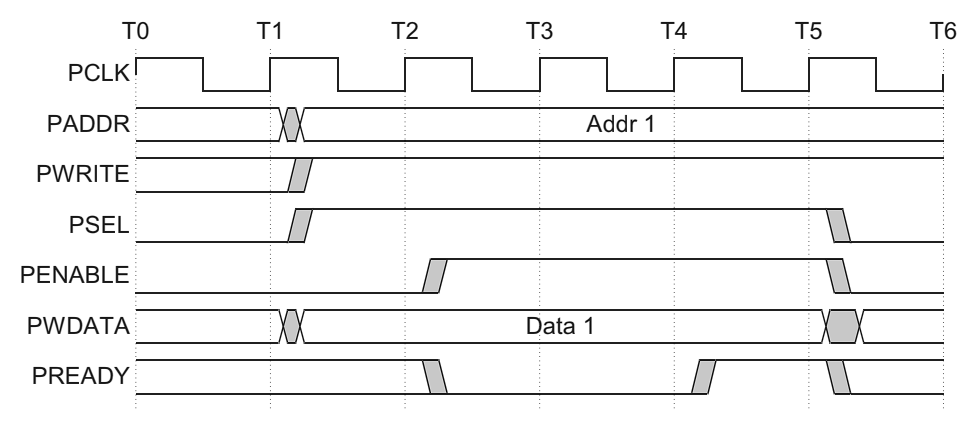 T0 T1 T2 T3 T4 T5 T6
PCLK
PADDR Addr 1
PWRITE
PSEL
PENABLE
PWDATA Data 1
PREADY